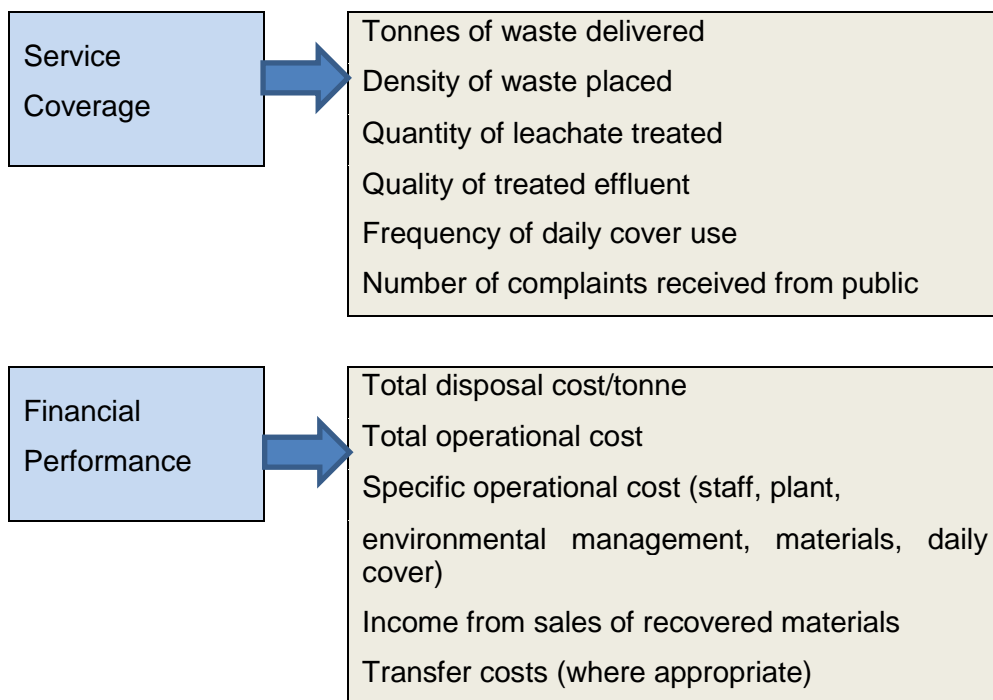 Service
Coverage
Tonnes of waste delivered
Density of waste placed
Quantity of leachate treated
Quality of treated effluent
Frequency of daily cover use
Number of complaints received from public
Financial
Performance
Total disposal cost/tonne
Total operational cost
Specific operational cost (staff, plant,
environmental management, materials, daily
cover)
Income from sales of recovered materials
Transfer costs (where appropriate)